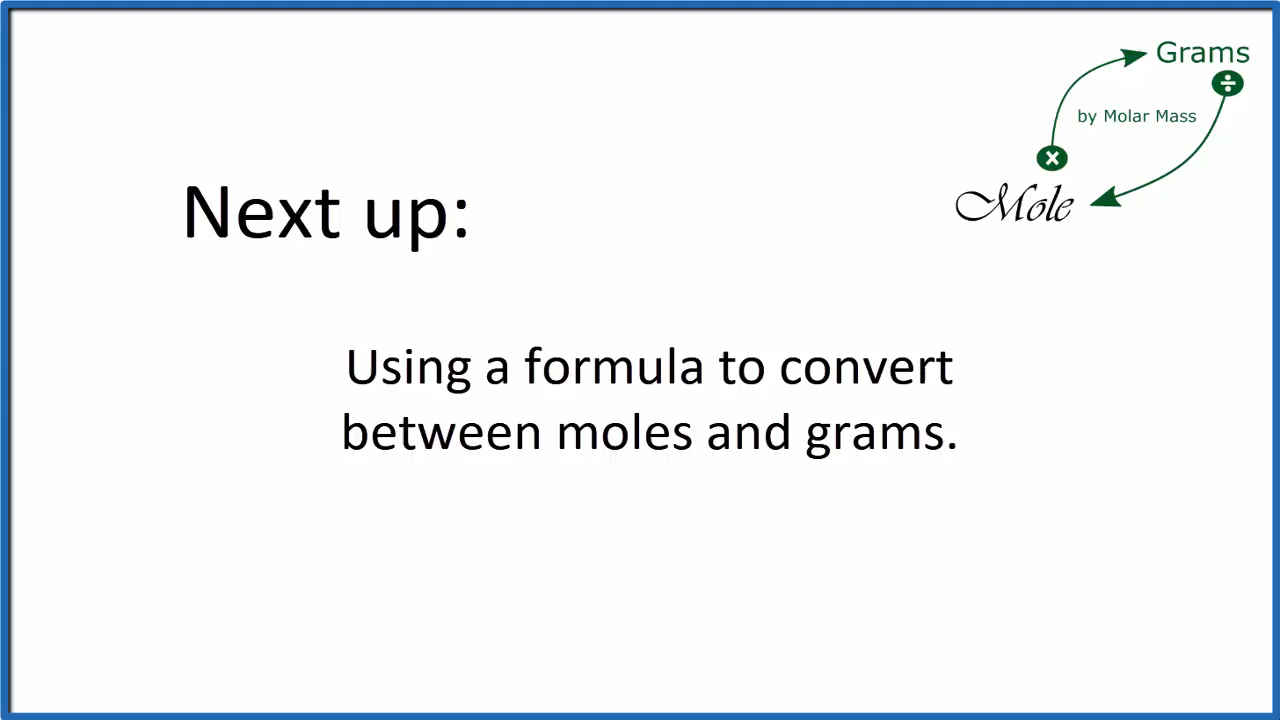 Grams
÷
by Molar Mass
×
Mole
Next up:
Using a formula to convert
between moles and grams.